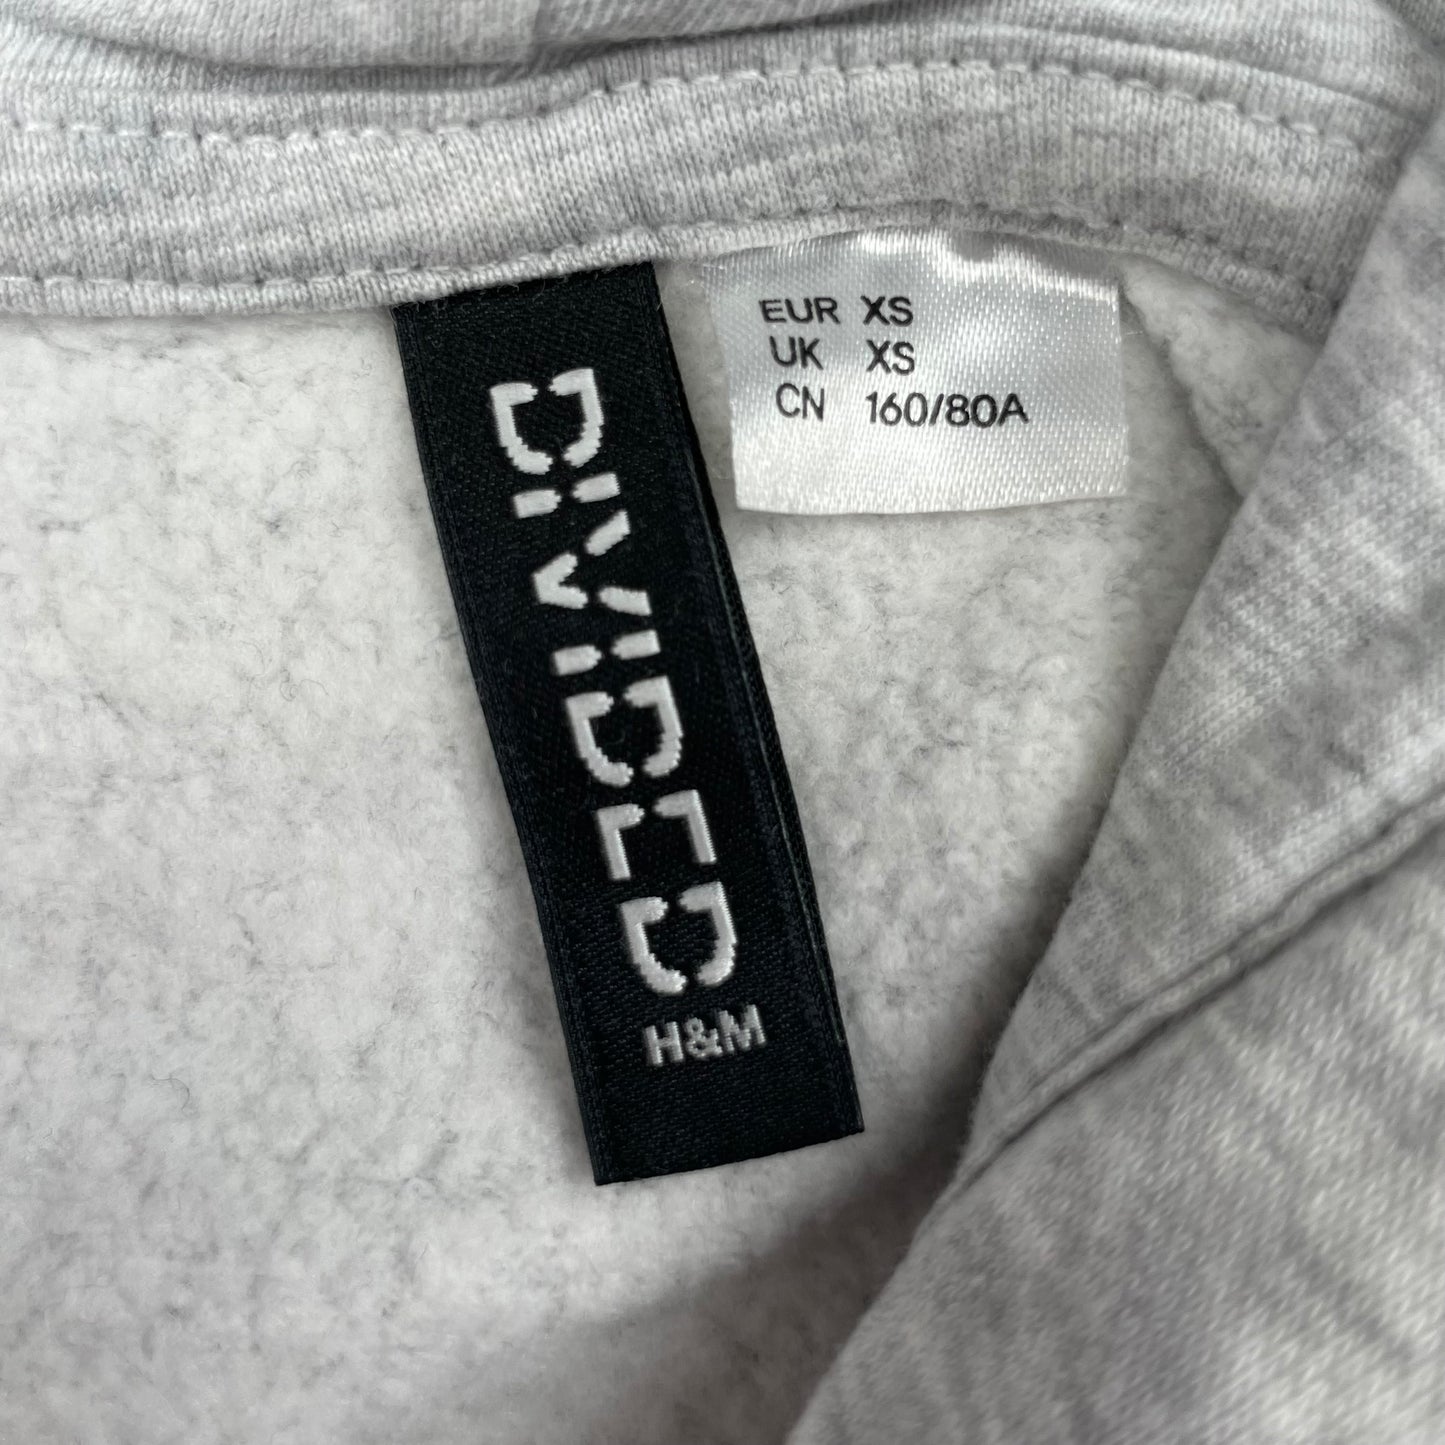 DIVIDED
H&M
EUR XS
UK XS
CN 160/80A